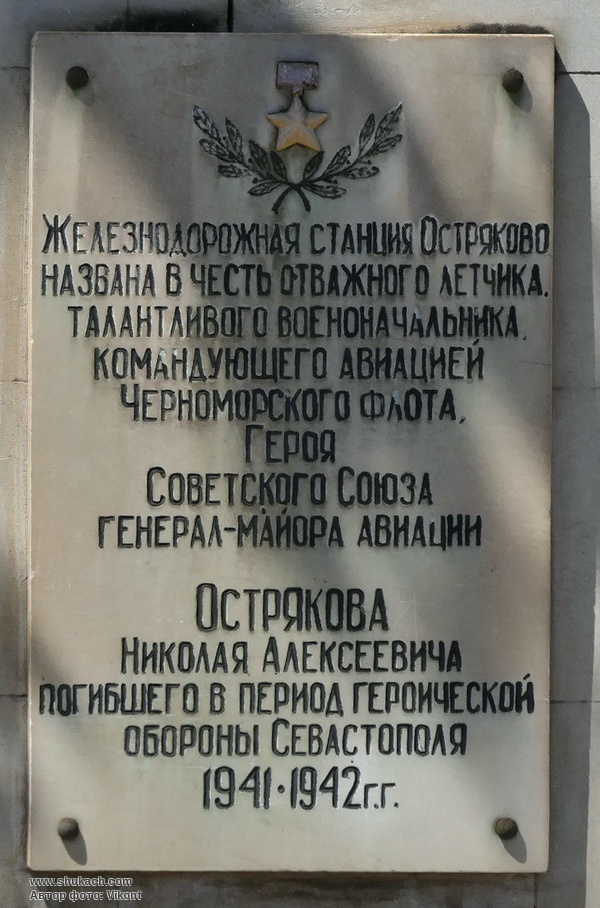 Железнодорожная станция Остряково
названа в честь отважного летчика,
талантливого военоначальника,
командующего авиацией
Черноморского флота,
Героя
Советского Союза
генерал-майора авиации
Острякова
Николая Алексеевича
погибшего в период героической
обороны Севастополя
1941·1942г.г.
www.shukach.com
Автор фото: Vikont